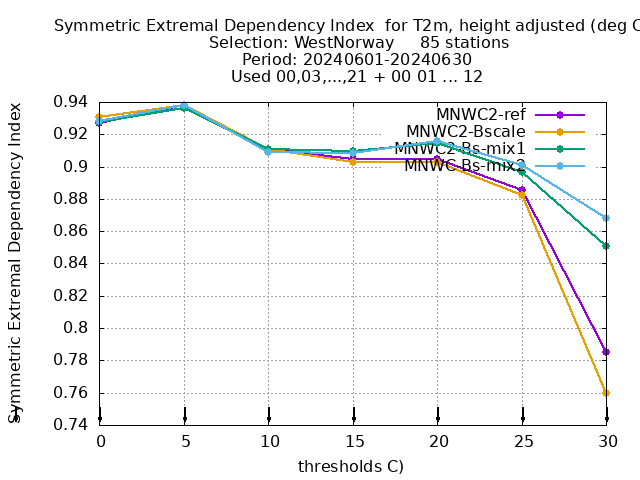 Symmetric Extremal Dependency Index for T2m, height adjusted (deg C
Selection: WestNorway 85 stations
Period: 20240601-20240630
Used 00,03,...,21 + 00 01 ... 12
Symmetric Extremal Dependency Index
0.94
0.92
0.9
0.88
0.86
0.84
0.82
0.8
0.78
0.76
0.74
MNWC2-ref
MNWC2-Bscale
MNWC2-Bs-mix1
MNWC-Bs-mix2
0 5 10 15 20 25 30
thresholds C)